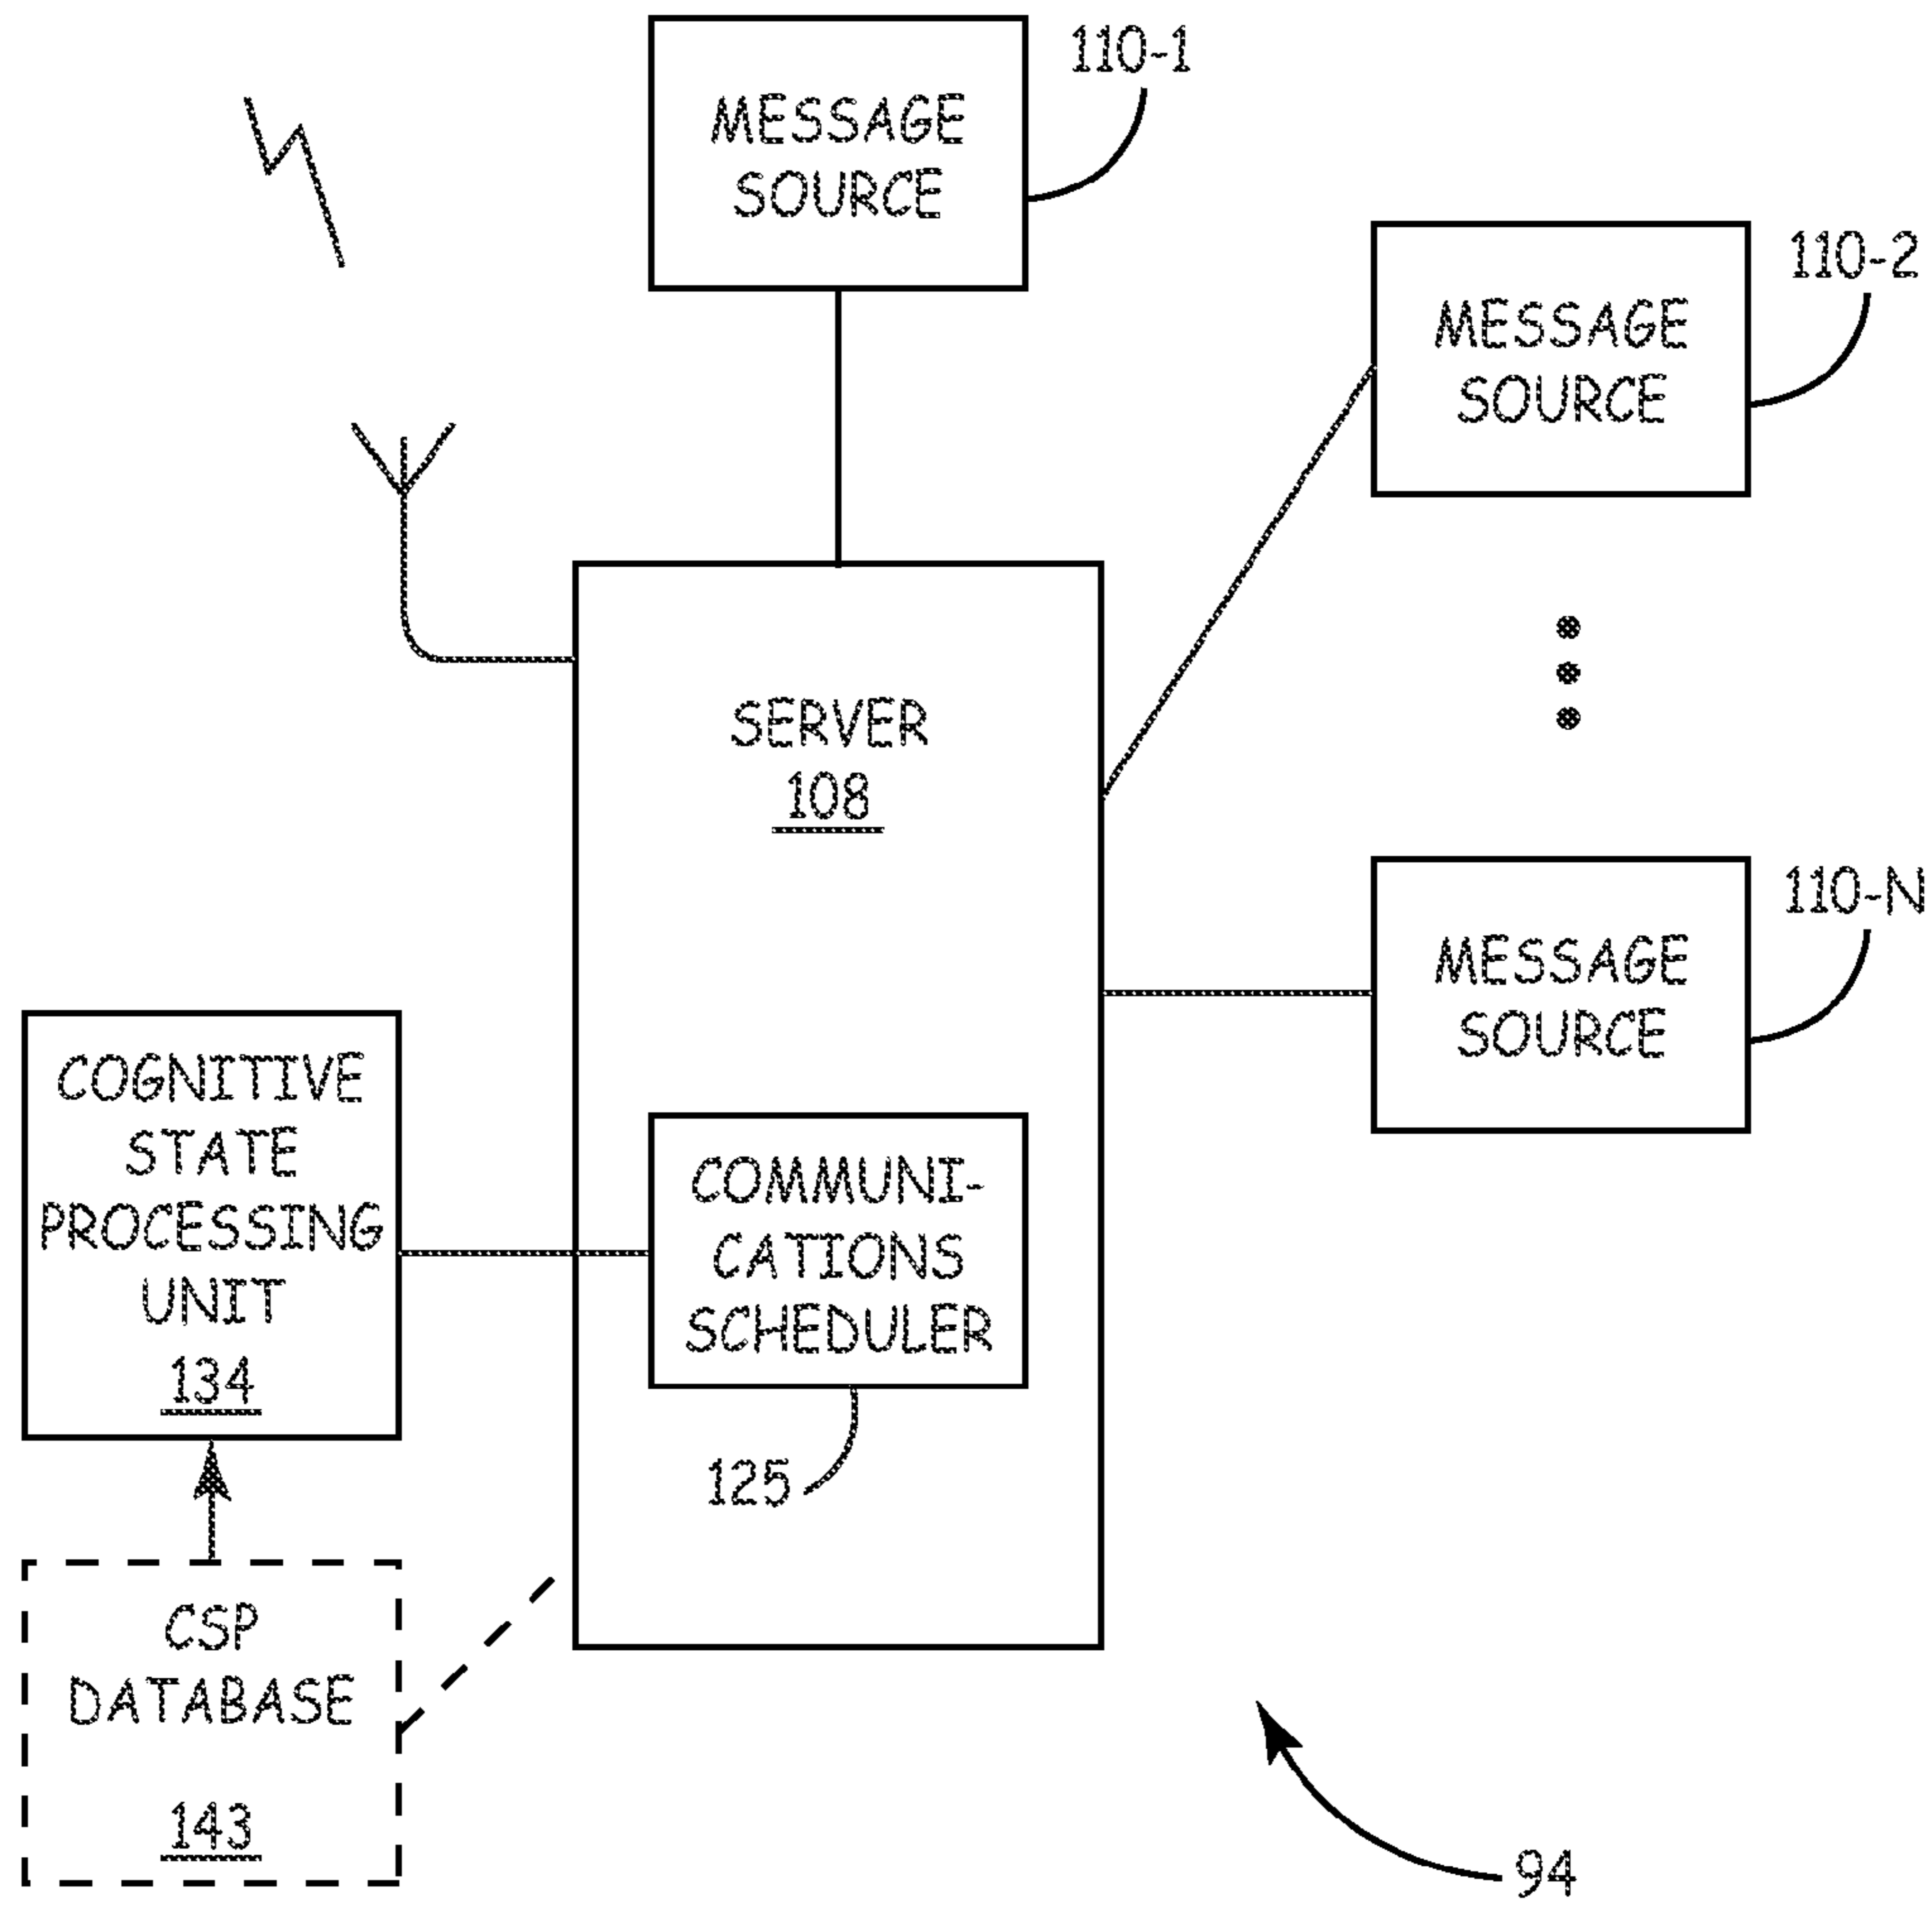 110-1
MESSAGE
SOURCE
110-2
MESSAGE
SOURCE
SERVER
108
110-N
MESSAGE
SOURCE
COGNITIVE
STATE
PROCESSING
UNIT
134
COMMUNI-
CATIONS
SCHEDULER
125
CSP
DATABASE
143
94